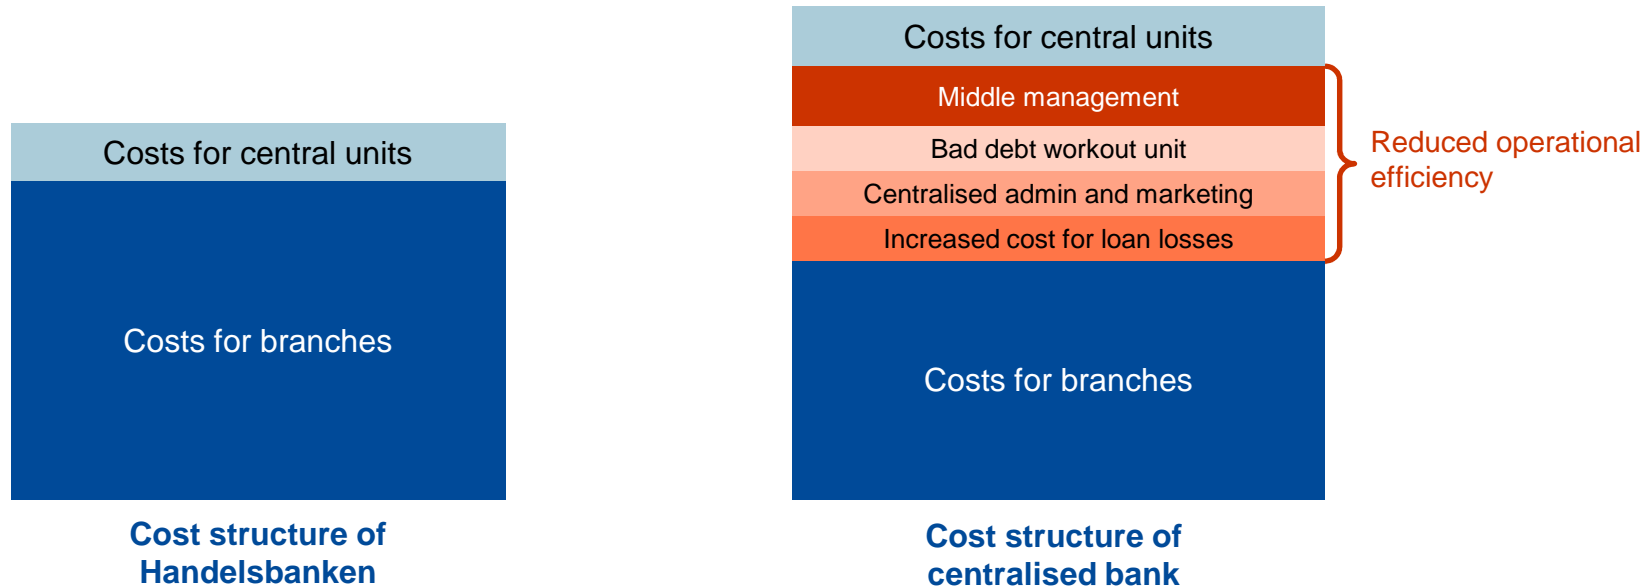 Costs for central units
Costs for branches
Cost structure of
Handelsbanken
Costs for central units
Middle management
Bad debt workout unit
Centralised admin and marketing
Increased cost for loan losses
Costs for branches
Reduced operational
efficiency
Cost structure of
centralised bank